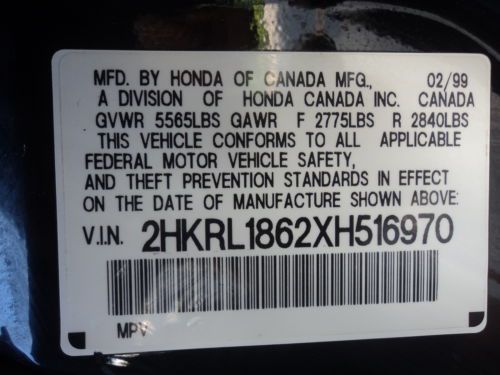 MFD. BY HONDA OF CANADA MFG., 02/99
A DIVISION OF HONDA CANADA INC. CANADA
GVWR 5565LBS GAWR F 2775LBS R 2840LBS
THIS VEHICLE CONFORMS TO ALL APPLICABLE
FEDERAL MOTOR VEHICLE SAFETY,
AND THEFT PREVENTION STANDARDS IN EFFECT
ON THE DATE OF MANUFACTURE SHOWN ABOVE:
V.I.N. 2HKRL1862XH516970
MPV